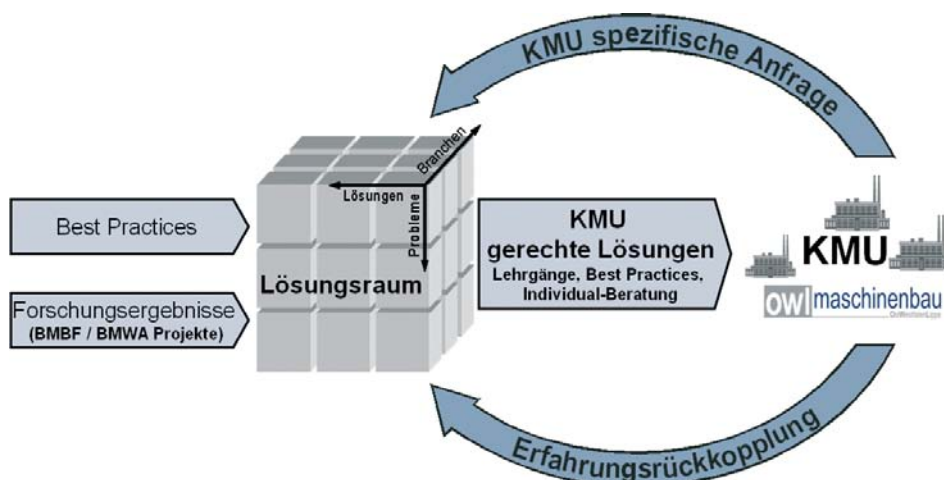 KMU spezifische Anfrage
Branchen
Lösungen
Probleme
Best Practices
Lösungsraum
Forschungsergebnisse
(BMBF / BMWA Projekte)
KMU
gerechte Lösungen
Lehrgänge, Best Practices,
Individual-Beratung
KMU
owl maschinenbau
OstWestfalenLippe
Erfahrungsrückkopplung